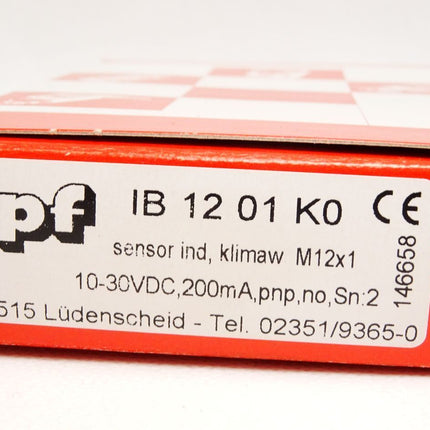 pf
IB 12 01 K0 CE
sensor ind, klimaw M12x1
10-30VDC,200mA,pnp,no,Sn:2
515 Lüdenscheid - Tel. 02351/9365-0
146658